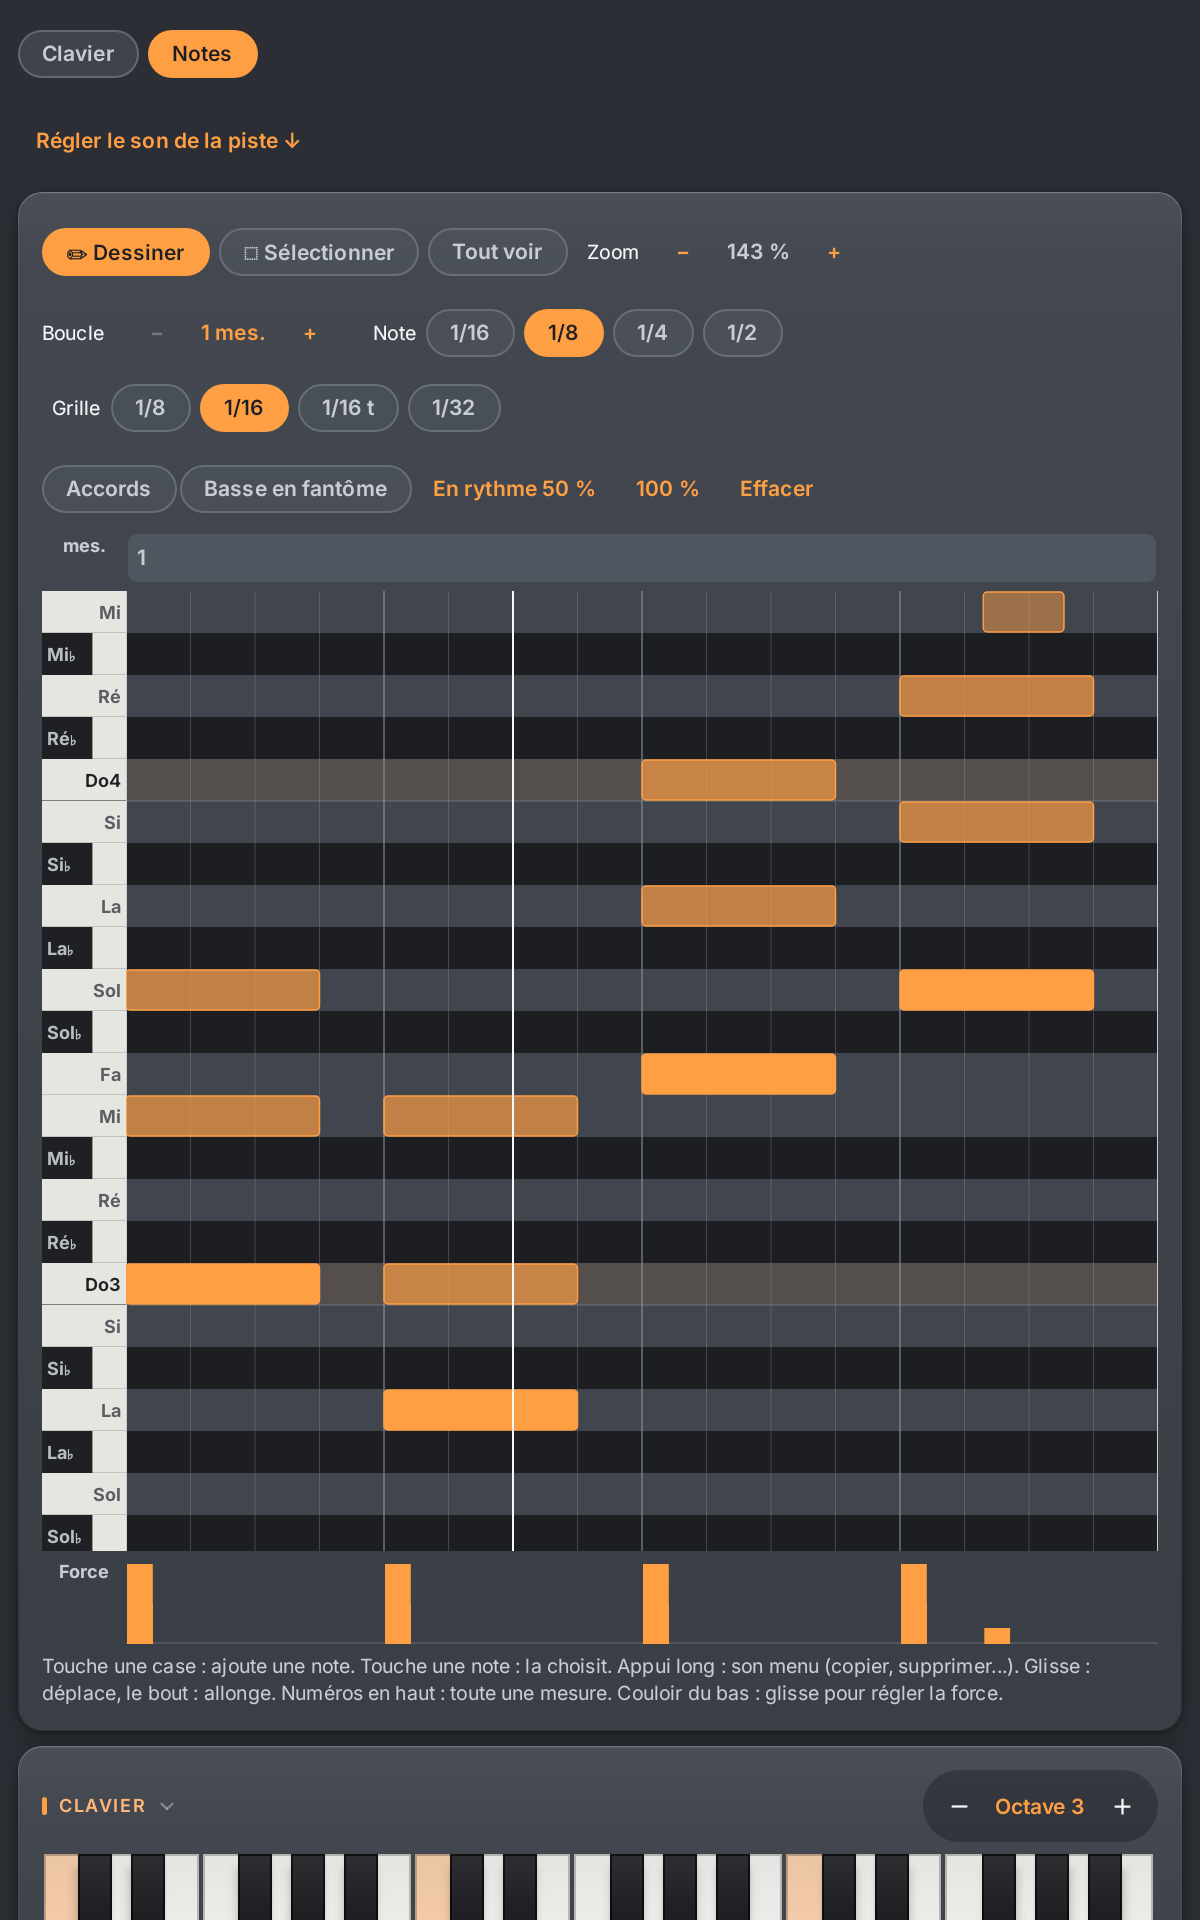 Clavier Notes
Régler le son de la piste ↓
✏ Dessiner ⬚ Sélectionner Tout voir Zoom − 143 % +
Boucle − 1 mes. + Note 1/16 1/8 1/4 1/2
Grille 1/8 1/16 1/16 t 1/32
Accords Basse en fantôme En rythme 50 % 100 % Effacer
mes. 1
Mi
Mi♭
Ré
Ré♭
Do4
Si
Si♭
La
La♭
Sol
Sol♭
Fa
Mi
Mi♭
Ré
Ré♭
Do3
Si
Si♭
La
La♭
Sol
Sol♭
Force
Touche une case : ajoute une note. Touche une note : la choisit. Appui long : son menu (copier, supprimer...). Glisse :
déplace, le bout : allonge. Numéros en haut : toute une mesure. Couloir du bas : glisse pour régler la force.
CLAVIER − Octave 3 +